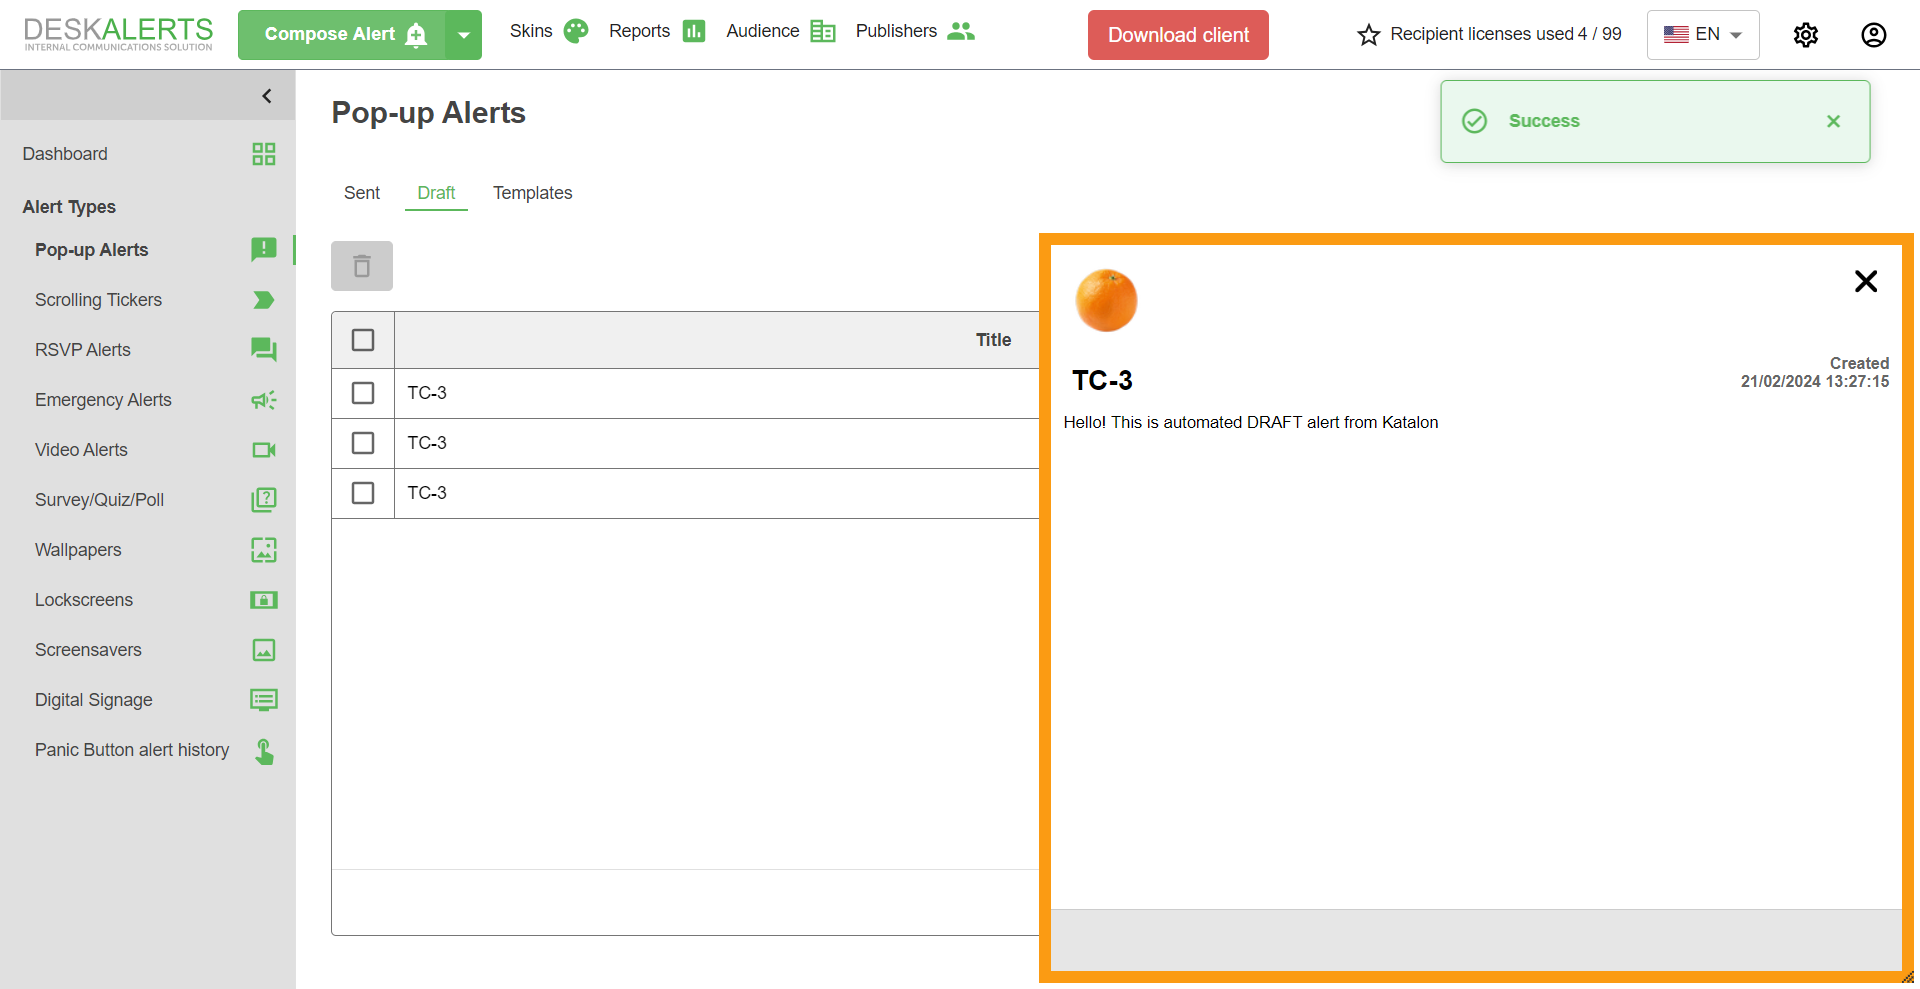 DESKALERTS
INTERNAL COMMUNICATIONS SOLUTION
Compose Alert
Skins
Reports
Audience
Publishers
Download client
Recipient licenses used 4 / 99
EN
Success
Dashboard
Alert Types
Pop-up Alerts
Scrolling Tickers
RSVP Alerts
Emergency Alerts
Video Alerts
Survey/Quiz/Poll
Wallpapers
Lockscreens
Screensavers
Digital Signage
Panic Button alert history
Pop-up Alerts
Sent
Draft
Templates
Title
TC-3
TC-3
TC-3
TC-3
Created
21/02/2024 13:27:15
Hello! This is automated DRAFT alert from Katalon